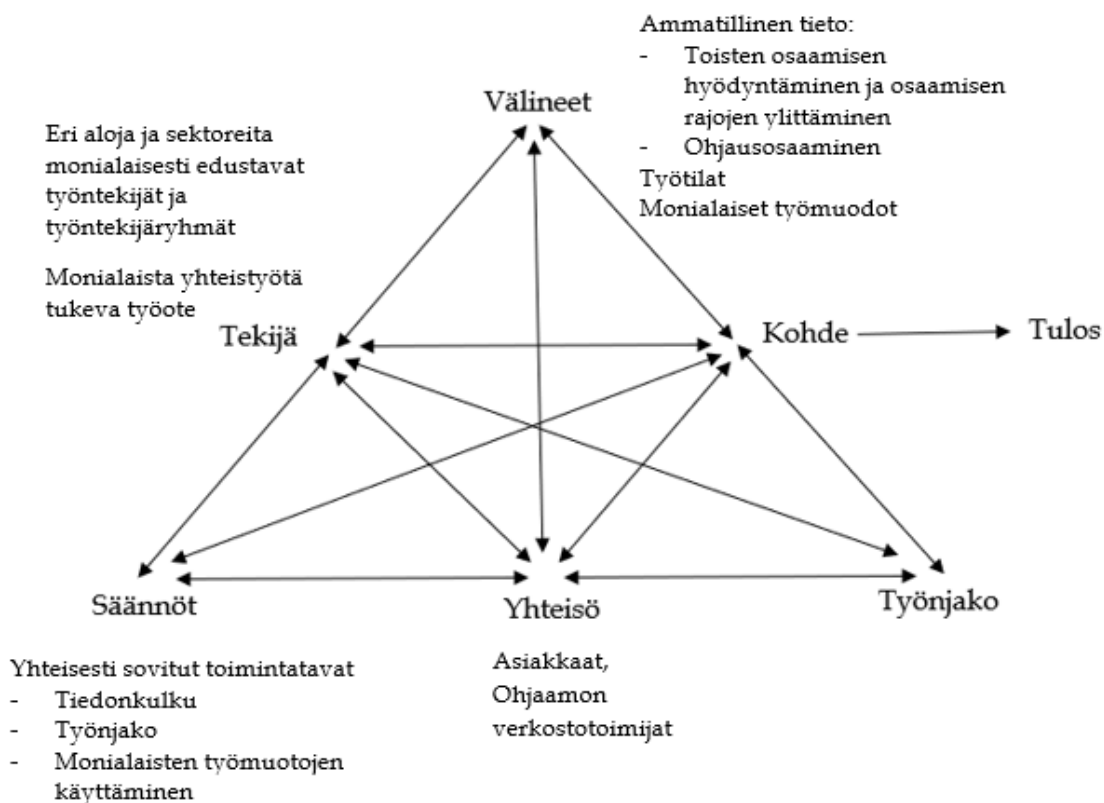 Ammatillinen tieto:
- Toisten osaamisen
hyödyntäminen ja osaamisen
rajojen ylittäminen
- Ohjausosaaminen
Työtilat
Monialaiset työmuodot
Välineet
Eri aloja ja sektoreita
monialaisesti edustavat
työntekijät ja
työntekijäryhmät
Monialaista yhteistyötä
tukeva työote
Tekijä
Kohde
Tulos
Säännöt
Yhteisö
Työnjako
Yhteisesti sovitut toimintatavat
- Tiedonkulku
- Työnjako
- Monialaisten työmuotojen
käyttäminen
Asiakkaat,
Ohjaamon
verkostotoimijat